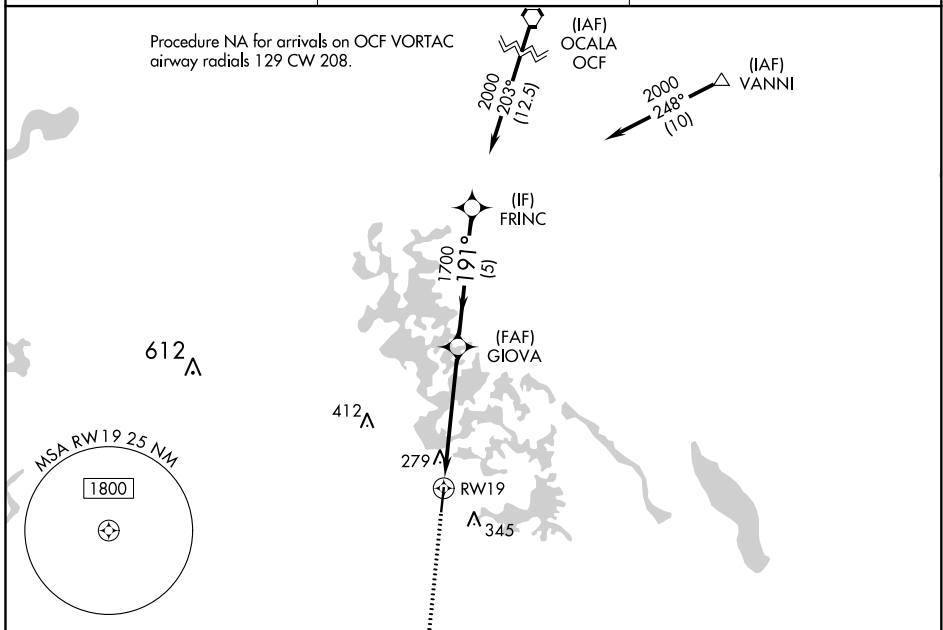 Procedure NA for arrivals on OCF VORTAC
airway radials 129 CW 208.
(IAF)
OCALA
OCF
2000
203°
(12.5)
(IAF)
VANNI
2000
248°
(10)
(IF)
FRINC
1700
191°
(5)
(FAF)
GIOVA
612
412
279
RW19
345
MSA RW19 25 NM
1800